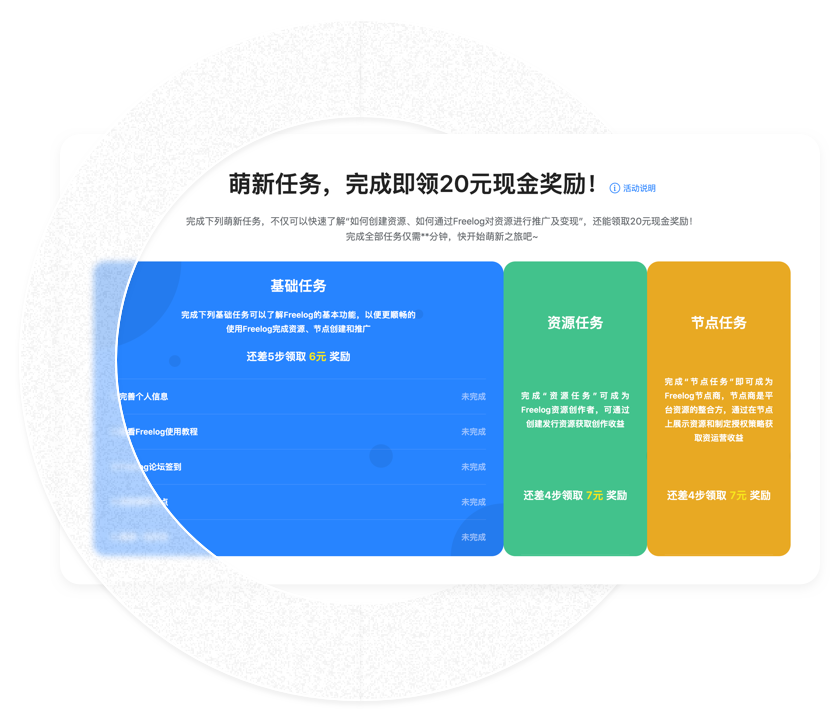 萌新任务，完成即领20元现金奖励！
活动说明
完成下列萌新任务，不仅可以快速了解“如何创建资源、如何通过Freelog对资源进行推广及变现”，还能领取20元现金奖励！
完成全部任务仅需**分钟，快开始萌新之旅吧~
基础任务
完成下列基础任务可以了解Freelog的基本功能，以便更顺畅的
使用Freelog完成资源、节点创建和推广
还差5步领取 6元 奖励
完善个人信息
未完成
看Freelog使用教程
未完成
og论坛签到
未完成
点
未完成
未完成
资源任务
完成“资源任务”可成为
Freelog资源创作者，可通过
创建发行资源获取创作收益
还差4步领取 7元 奖励
节点任务
完成“节点任务”即可成为
Freelog节点商，节点商是平
台资源的整合方，通过在节点
上展示资源和制定授权策略获
取资运营收益
还差4步领取 7元 奖励